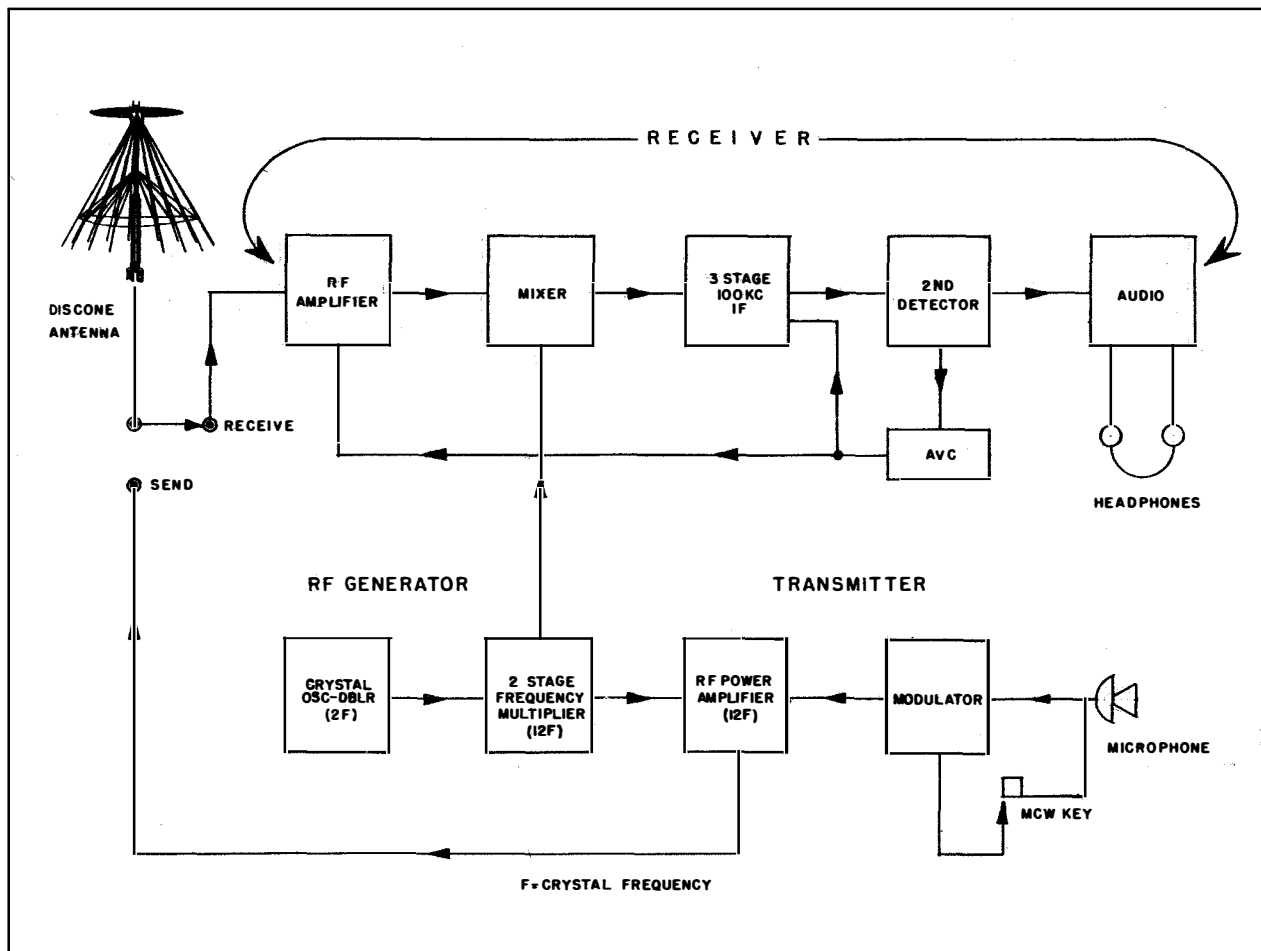 RECEIVER
DISCONE
ANTENNA
RF
AMPLIFIER
MIXER
3 STAGE
100KC
IF
2ND
DETECTOR
AUDIO
RECEIVE
AVC
SEND
HEADPHONES
RF GENERATOR
TRANSMITTER
CRYSTAL
OSC-DBLR
(2F)
2 STAGE
FREQUENCY
MULTIPLIER
(12F)
RF POWER
AMPLIFIER
(12F)
MODULATOR
MICROPHONE
MCW KEY
F=CRYSTAL FREQUENCY